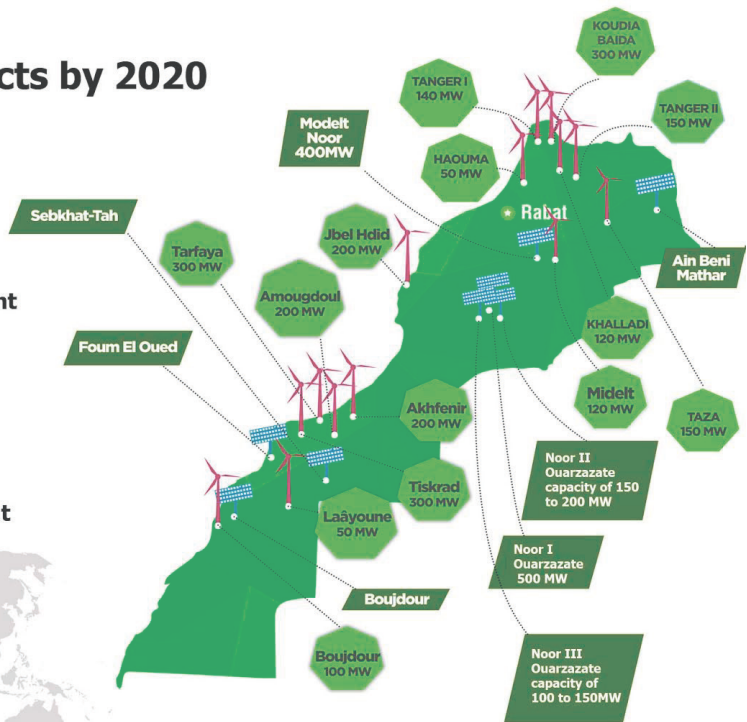 cts by 2020
KOUDIA
BAIDA
300 MW
TANGER I
140 MW
TANGER II
150 MW
Modelt
Noor
400MW
HAOUMA
50 MW
Sebkhat-Tah
Rabat
Jbel Hdid
200 MW
Tarfaya
300 MW
Ain Beni
Mathar
Amougdoul
200 MW
nt
KHALLADI
120 MW
Foum El Oued
Midelt
120 MW
Akhfenir
200 MW
TAZA
150 MW
Noor II
Ouarzazate
capacity of 150
to 200 MW
Tiskrad
300 MW
Laâyoune
50 MW
t
Noor I
Ouarzazate
500 MW
Boujdour
Boujdour
100 MW
Noor III
Ouarzazate
capacity of
100 to 150MW